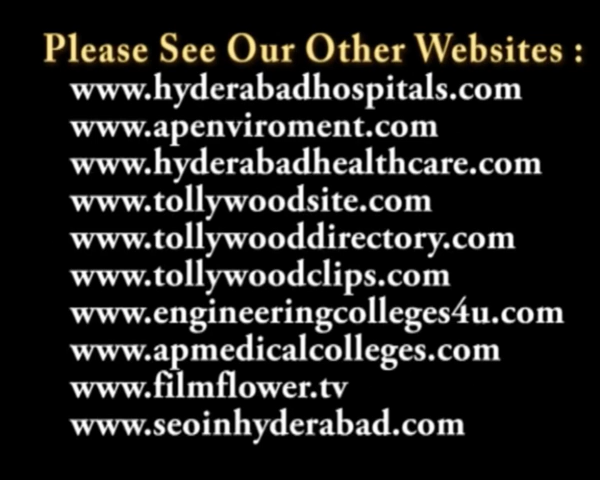 Please See Our Other Websites :
www.hyderabadhospitals.com
www.apenviroment.com
www.hyderabadhealthcare.com
www.tollywoodsite.com
www.tollywooddirectory.com
www.tollywoodclips.com
www.engineeringcolleges4u.com
www.apmedicalcolleges.com
www.filmflower.tv
www.seoinhyderabad.com